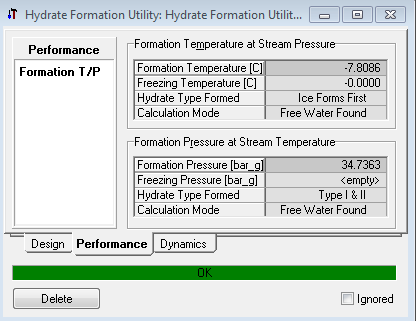 Hydrate Formation Utility: Hydrate Formation Utilit...
Performance
Formation T/P
Formation Temperature at Stream Pressure
Formation Temperature [C] -7.8086
Freezing Temperature [C] -0.0000
Hydrate Type Formed Ice Forms First
Calculation Mode Free Water Found
Formation Pressure at Stream Temperature
Formation Pressure [bar_g] 34.7363
Freezing Pressure [bar_g] <empty>
Hydrate Type Formed Type I & II
Calculation Mode Free Water Found
Design Performance Dynamics
OK
Delete Ignored